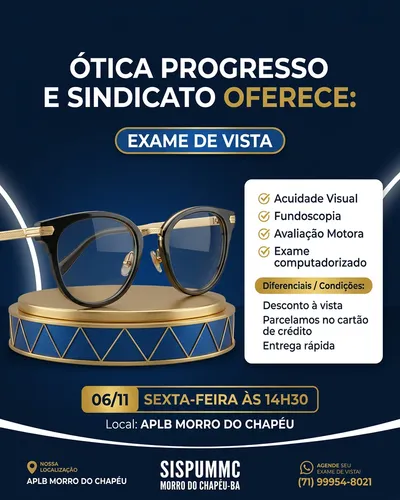 ÓTICA PROGRESSO
E SINDICATO OFERECE:
EXAME DE VISTA
Acuidade Visual
Fundoscopia
Avaliação Motora
Exame
computadorizado
Diferenciais / Condições:
Desconto à vista
Parcelamos no cartão
de crédito
Entrega rápida
06/11 SEXTA-FEIRA ÀS 14H30
Local: APLB MORRO DO CHAPÉU
NOSSA
LOCALIZAÇÃO
APLB MORRO DO CHAPÉU
SISPUMMC
MORRO DO CHAPÉU-BA
AGENDE SEU
EXAME DE VISTA!
(71) 99954-8021